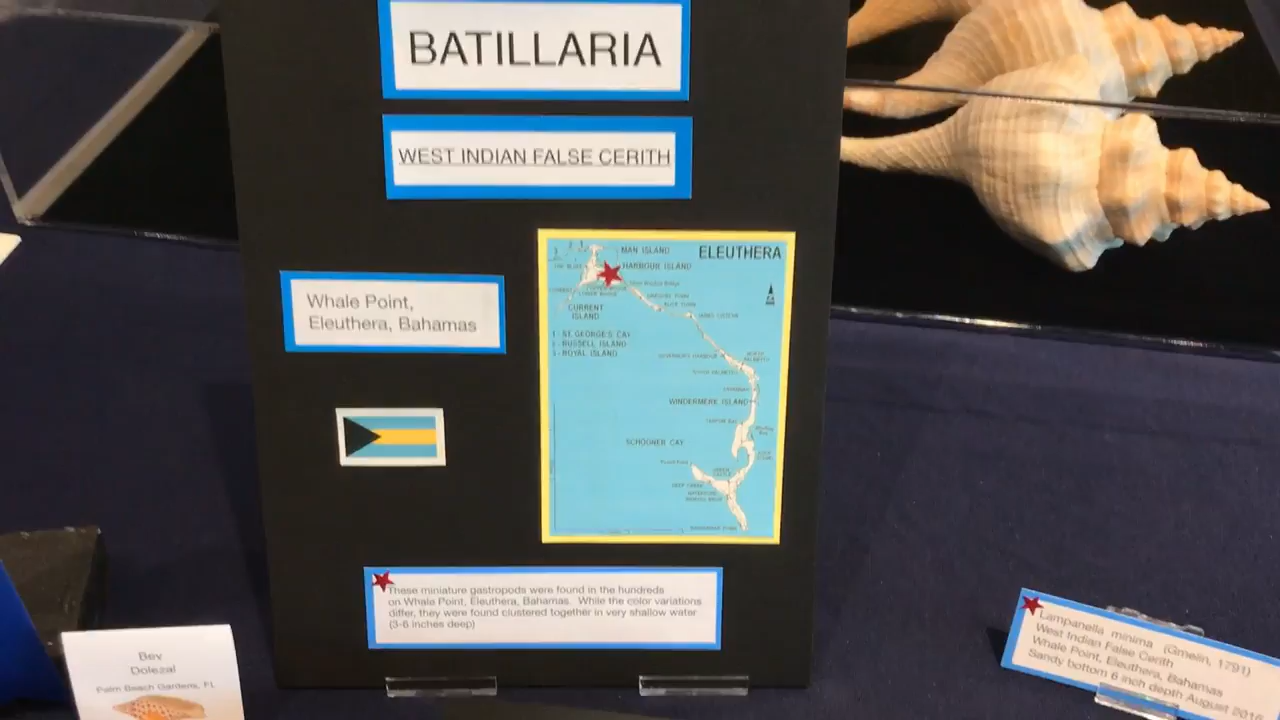 BATILLARIA
WEST INDIAN FALSE CERITH
Whale Point,
Eleuthera, Bahamas
ELEUTHERA
MAN ISLAND
HARBOUR ISLAND
CURRENT
ISLAND
1 - ST. GEORGE'S CAY
2 - RUSSELL ISLAND
3 - ROYAL ISLAND
WINDERMERE ISLAND
SCHOONER CAY
These miniature gastropods were found in the hundreds
on Whale Point, Eleuthera, Bahamas. While the color variations
differ, they were found clustered together in very shallow water
(3-6 inches deep)
Bev
Dolezal
Palm Beach Gardens, FL
Lampanella minima (Gmelin, 1791)
West Indian False Cerith
Whale Point, Eleuthera, Bahamas
Sandy bottom 6 inch depth August 2016